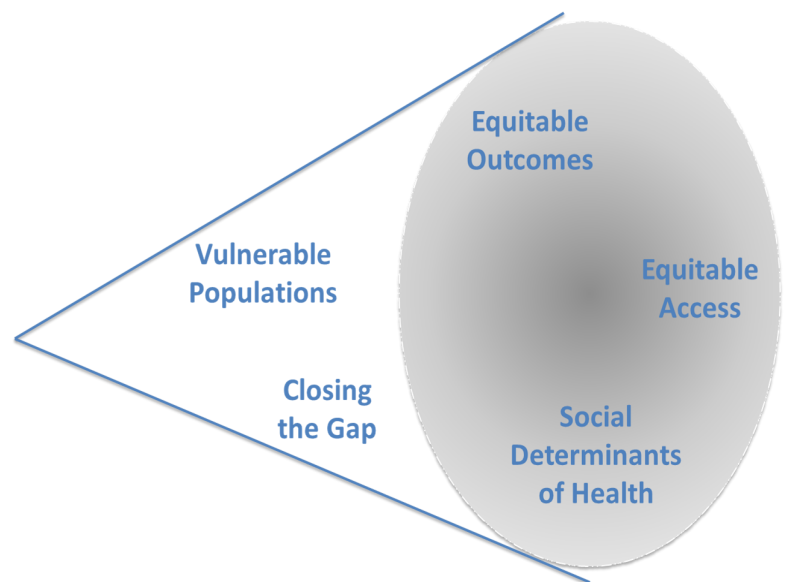 Equitable
Outcomes
Vulnerable
Populations
Equitable
Access
Closing
the Gap
Social
Determinants
of Health